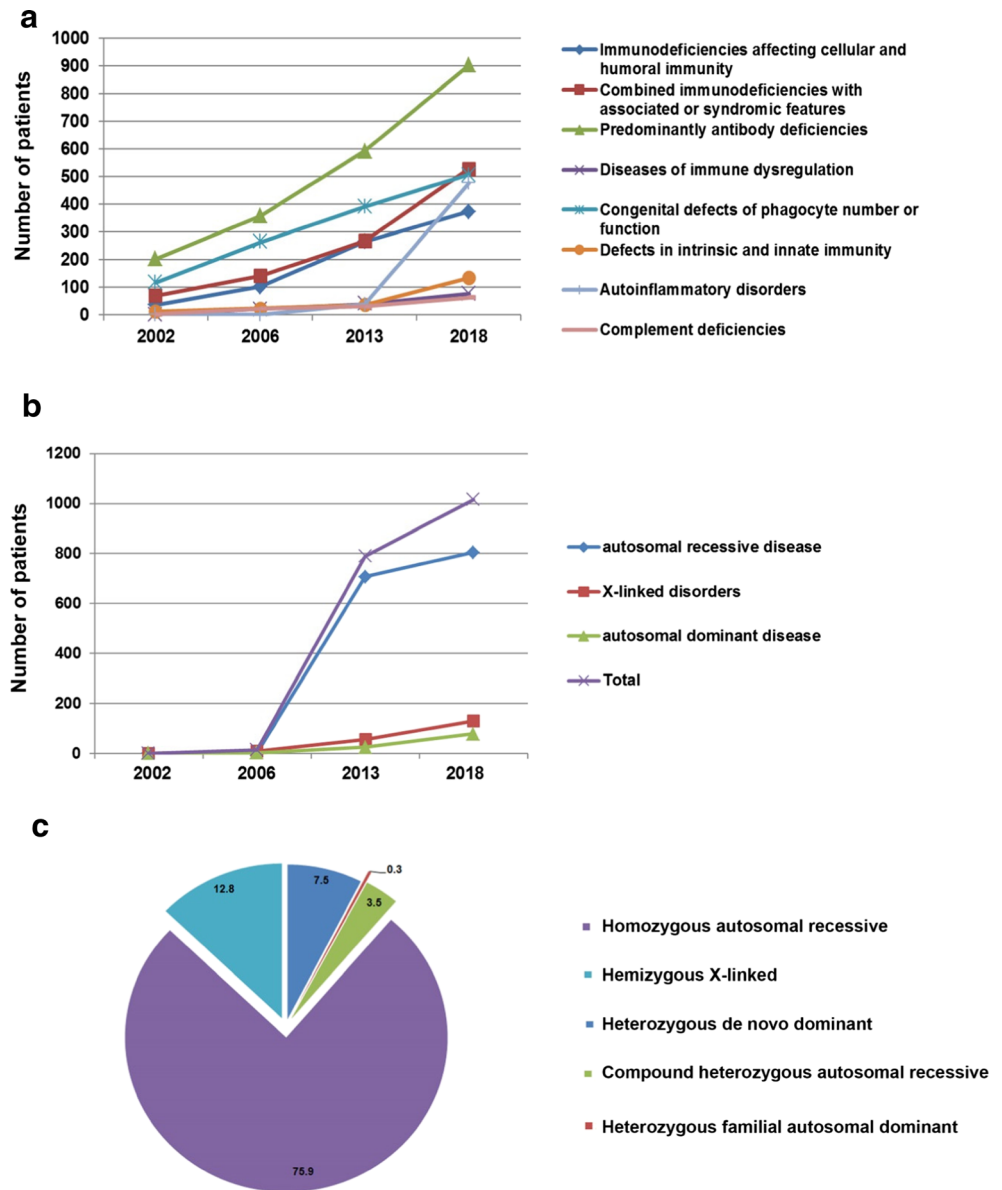 a
Number of patients
1000
900
800
700
600
500
400
300
200
100
0
2002 2006 2013 2018
Immunodeficiencies affecting cellular and
humoral immunity
Combined immunodeficiencies with
associated or syndromic features
Predominantly antibody deficiencies
Diseases of immune dysregulation
Congenital defects of phagocyte number or
function
Defects in intrinsic and innate immunity
Autoinflammatory disorders
Complement deficiencies
b
Number of patients
1200
1000
800
600
400
200
0
2002 2006 2013 2018
autosomal recessive disease
X-linked disorders
autosomal dominant disease
Total
c
12.8
7.5
0.3
3.5
75.9
Homozygous autosomal recessive
Hemizygous X-linked
Heterozygous de novo dominant
Compound heterozygous autosomal recessive
Heterozygous familial autosomal dominant